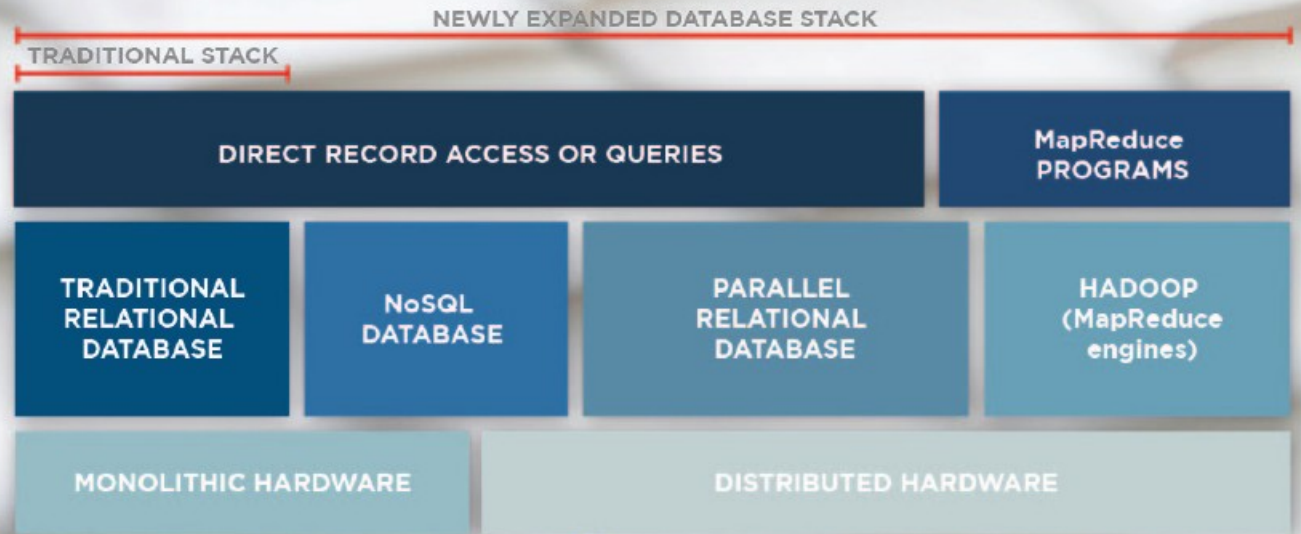 NEWLY EXPANDED DATABASE STACK
TRADITIONAL STACK
DIRECT RECORD ACCESS OR QUERIES
MapReduce
PROGRAMS
TRADITIONAL
RELATIONAL
DATABASE
NoSQL
DATABASE
PARALLEL
RELATIONAL
DATABASE
HADOOP
(MapReduce
engines)
MONOLITHIC HARDWARE
DISTRIBUTED HARDWARE